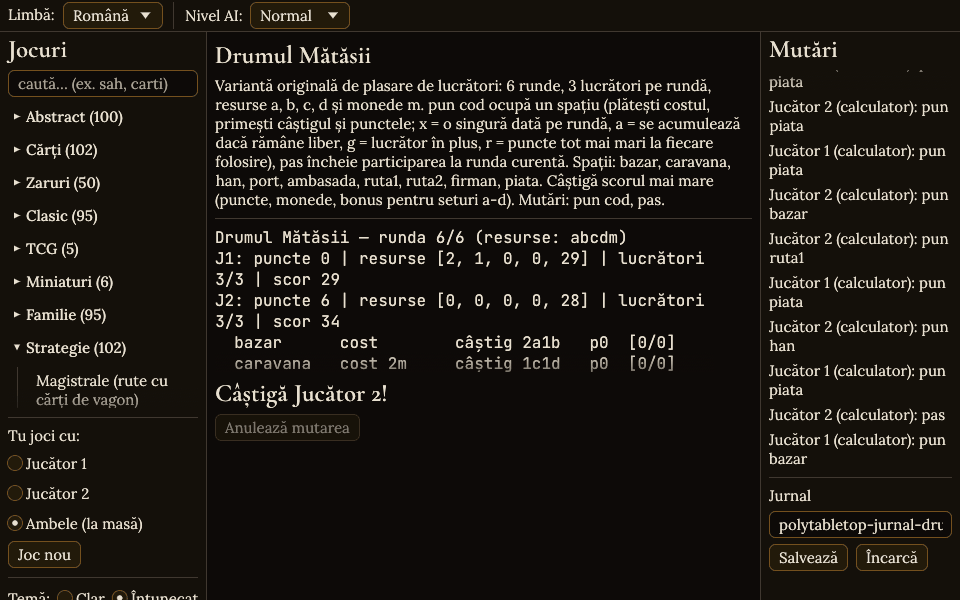 Limbă: Română ▼ Nivel AI: Normal ▼
Jocuri
caută... (ex. sah, carti)
▸ Abstract (100)
▸ Cărți (102)
▸ Zaruri (50)
▸ Clasic (95)
▸ TCG (5)
▸ Miniaturi (6)
▸ Familie (95)
▾ Strategie (102)
Magistrale (rute cu
cărți de vagon)
Tu joci cu:
Jucător 1
Jucător 2
Ambele (la masă)
Joc nou
Temă: Clar Întunecat
Drumul Mătăsii
Variantă originală de plasare de lucrători: 6 runde, 3 lucrători pe rundă,
resurse a, b, c, d și monede m. pun cod ocupă un spațiu (plătești costul,
primești câștigul și punctele; x = o singură dată pe rundă, a = se acumulează
dacă rămâne liber, g = lucrător în plus, r = puncte tot mai mari la fiecare
folosire), pas încheie participarea la runda curentă. Spații: bazar, caravana,
han, port, ambasada, ruta1, ruta2, firman, piata. Câștigă scorul mai mare
(puncte, monede, bonus pentru seturi a-d). Mutări: pun cod, pas.
Drumul Mătăsii — runda 6/6 (resurse: abcdm)
J1: puncte 0 | resurse [2, 1, 0, 0, 29] | lucrători
3/3 | scor 29
J2: puncte 6 | resurse [0, 0, 0, 0, 28] | lucrători
3/3 | scor 34
bazar cost câștig 2a1b p0 [0/0]
caravana cost 2m câștig 1c1d p0 [0/0]
Câștigă Jucător 2!
Anulează mutarea
Mutări
piata
Jucător 2 (calculator): pun
piata
Jucător 1 (calculator): pun
piata
Jucător 2 (calculator): pun
bazar
Jucător 2 (calculator): pun
ruta1
Jucător 1 (calculator): pun
piata
Jucător 2 (calculator): pun
han
Jucător 1 (calculator): pun
piata
Jucător 2 (calculator): pas
Jucător 1 (calculator): pun
bazar
Jurnal
polytabletop-jurnal-dru
Salvează Încarcă